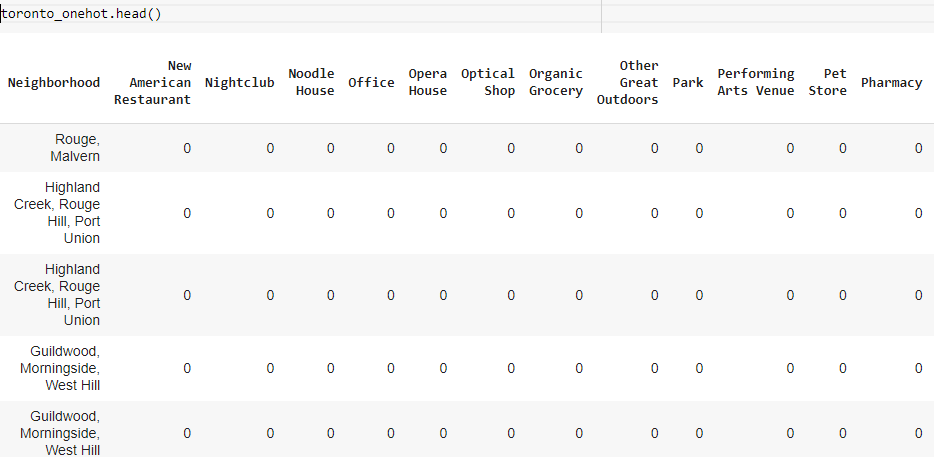 toronto_onehot.head()
Neighborhood New American Restaurant Nightclub Noodle House Office Opera House Optical Shop Organic Grocery Other Great Outdoors Park Performing Arts Venue Pet Store Pharmacy
Rouge, Malvern 0 0 0 0 0 0 0 0 0 0 0 0
Highland Creek, Rouge Hill, Port Union 0 0 0 0 0 0 0 0 0 0 0 0
Highland Creek, Rouge Hill, Port Union 0 0 0 0 0 0 0 0 0 0 0 0
Guildwood, Morningside, West Hill 0 0 0 0 0 0 0 0 0 0 0 0
Guildwood, Morningside, West Hill 0 0 0 0 0 0 0 0 0 0 0 0